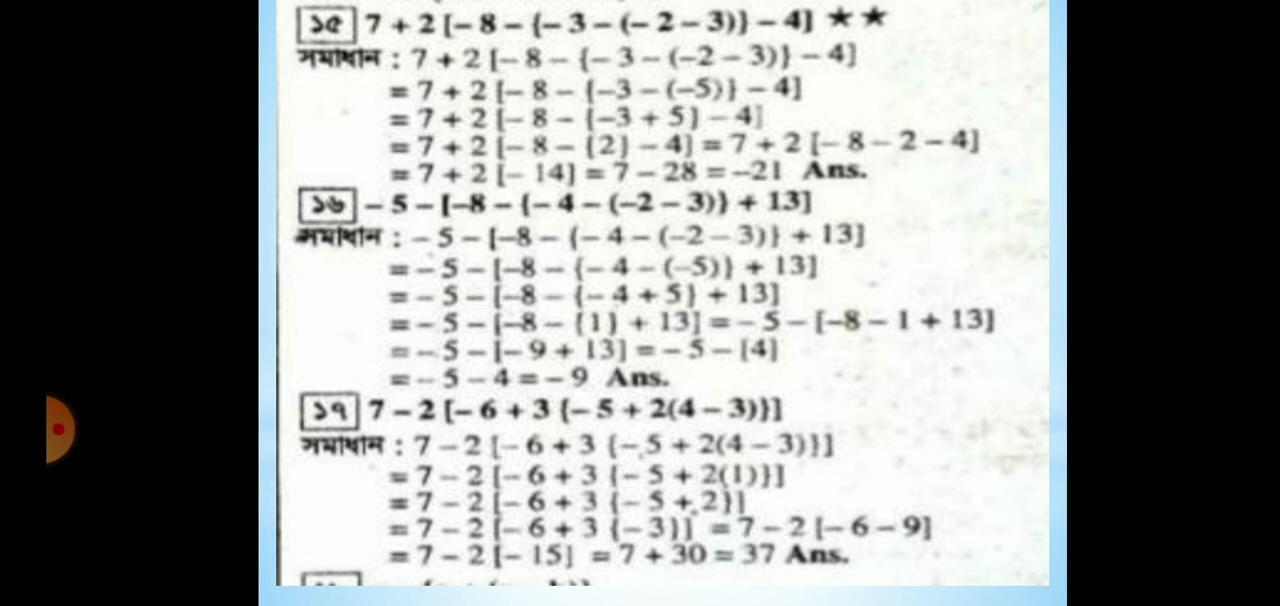 ১৫ 7 + 2 [– 8 – {– 3 – (– 2 – 3)} – 4] ★ ★
সমাধান : 7 + 2 [– 8 – {– 3 – (–2 – 3)} – 4]
= 7 + 2 [– 8 – {–3 – (–5)} – 4]
= 7 + 2 [– 8 – {–3 + 5} – 4]
= 7 + 2 [– 8 – {2} – 4] = 7 + 2 [– 8 – 2 – 4]
= 7 + 2 [– 14] = 7 – 28 = –21 Ans.
১৬ – 5 – [–8 – {– 4 – (–2 – 3)} + 13]
সমাধান : – 5 – [–8 – {– 4 – (–2 – 3)} + 13]
= – 5 – [–8 – {– 4 – (–5)} + 13]
= – 5 – [–8 – {– 4 + 5} + 13]
= – 5 – [–8 – {1} + 13] = – 5 – [–8 – 1 + 13]
= – 5 – [– 9 + 13] = – 5 – [4]
= – 5 – 4 = – 9 Ans.
১৭ 7 – 2 [– 6 + 3 {– 5 + 2(4 – 3)}]
সমাধান : 7 – 2 [– 6 + 3 {– 5 + 2(4 – 3)}]
= 7 – 2 [– 6 + 3 {– 5 + 2(1)}]
= 7 – 2 [– 6 + 3 {– 5 + 2}]
= 7 – 2 [– 6 + 3 {– 3}] = 7 – 2 [– 6 – 9]
= 7 – 2 [– 15] = 7 + 30 = 37 Ans.